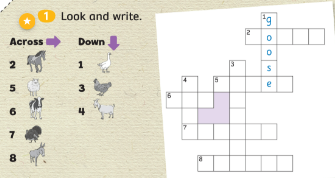 1 Look and write.
Across Down
2 1
5 3
6 4
7
8
1 g
2 o
o
3 s
4 5 e
6
7
8